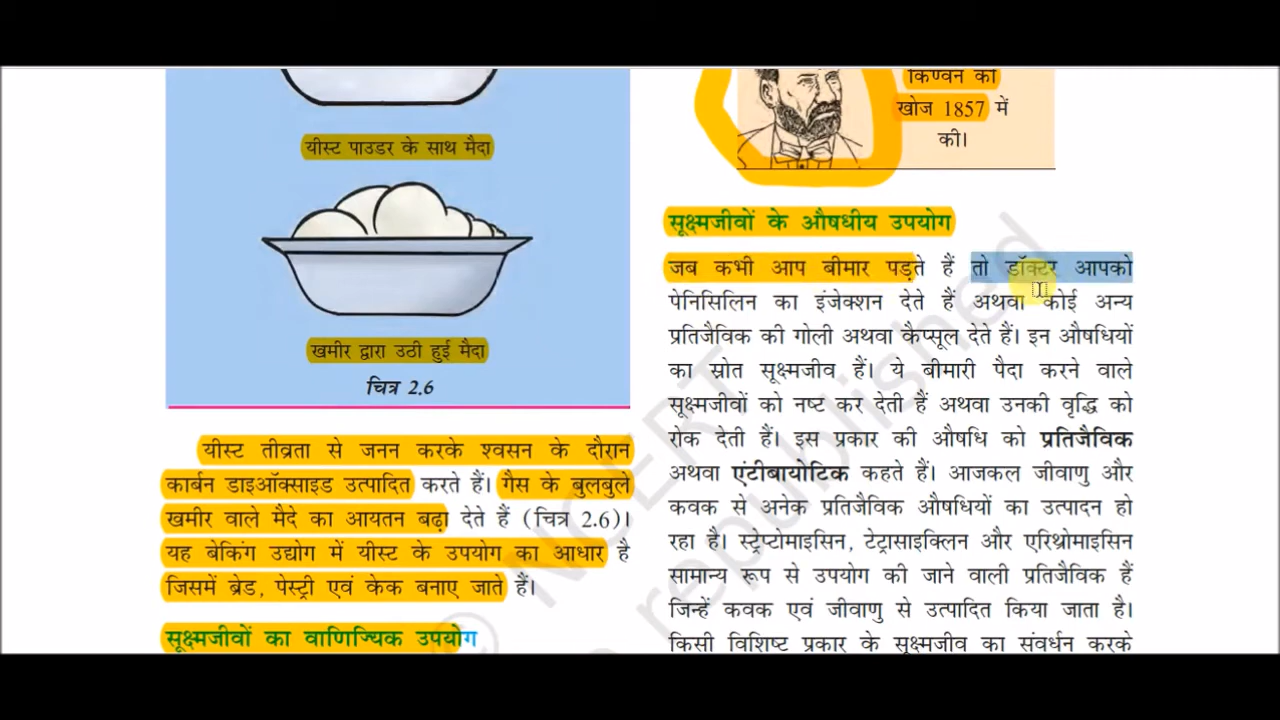 यीस्ट पाउडर के साथ मैदा
खमीर द्वारा उठी हुई मैदा
चित्र 2.6
यीस्ट तीव्रता से जनन करके श्वसन के दौरान
कार्बन डाइऑक्साइड उत्पादित करते हैं। गैस के बुलबुले
खमीर वाले मैदे का आयतन बढ़ा देते हैं (चित्र 2.6)।
यह बेकिंग उद्योग में यीस्ट के उपयोग का आधार है
जिसमें ब्रेड, पेस्ट्री एवं केक बनाए जाते हैं।
सूक्ष्मजीवों का वाणिज्यिक उपयोग
किण्वन की
खोज 1857 में
की।
सूक्ष्मजीवों के औषधीय उपयोग
जब कभी आप बीमार पड़ते हैं तो डॉक्टर आपको
पेनिसिलिन का इंजेक्शन देते हैं अथवा कोई अन्य
प्रतिजैविक की गोली अथवा कैप्सूल देते हैं। इन औषधियों
का स्रोत सूक्ष्मजीव हैं। ये बीमारी पैदा करने वाले
सूक्ष्मजीवों को नष्ट कर देती हैं अथवा उनकी वृद्धि को
रोक देती हैं। इस प्रकार की औषधि को प्रतिजैविक
अथवा एंटीबायोटिक कहते हैं। आजकल जीवाणु और
कवक से अनेक प्रतिजैविक औषधियों का उत्पादन हो
रहा है। स्ट्रेप्टोमाइसिन, टेट्रासाइक्लिन और एरिथ्रोमाइसिन
सामान्य रूप से उपयोग की जाने वाली प्रतिजैविक हैं
जिन्हें कवक एवं जीवाणु से उत्पादित किया जाता है।
किसी विशिष्ट प्रकार के सूक्ष्मजीव का संवर्धन करके
© NCERT
republished